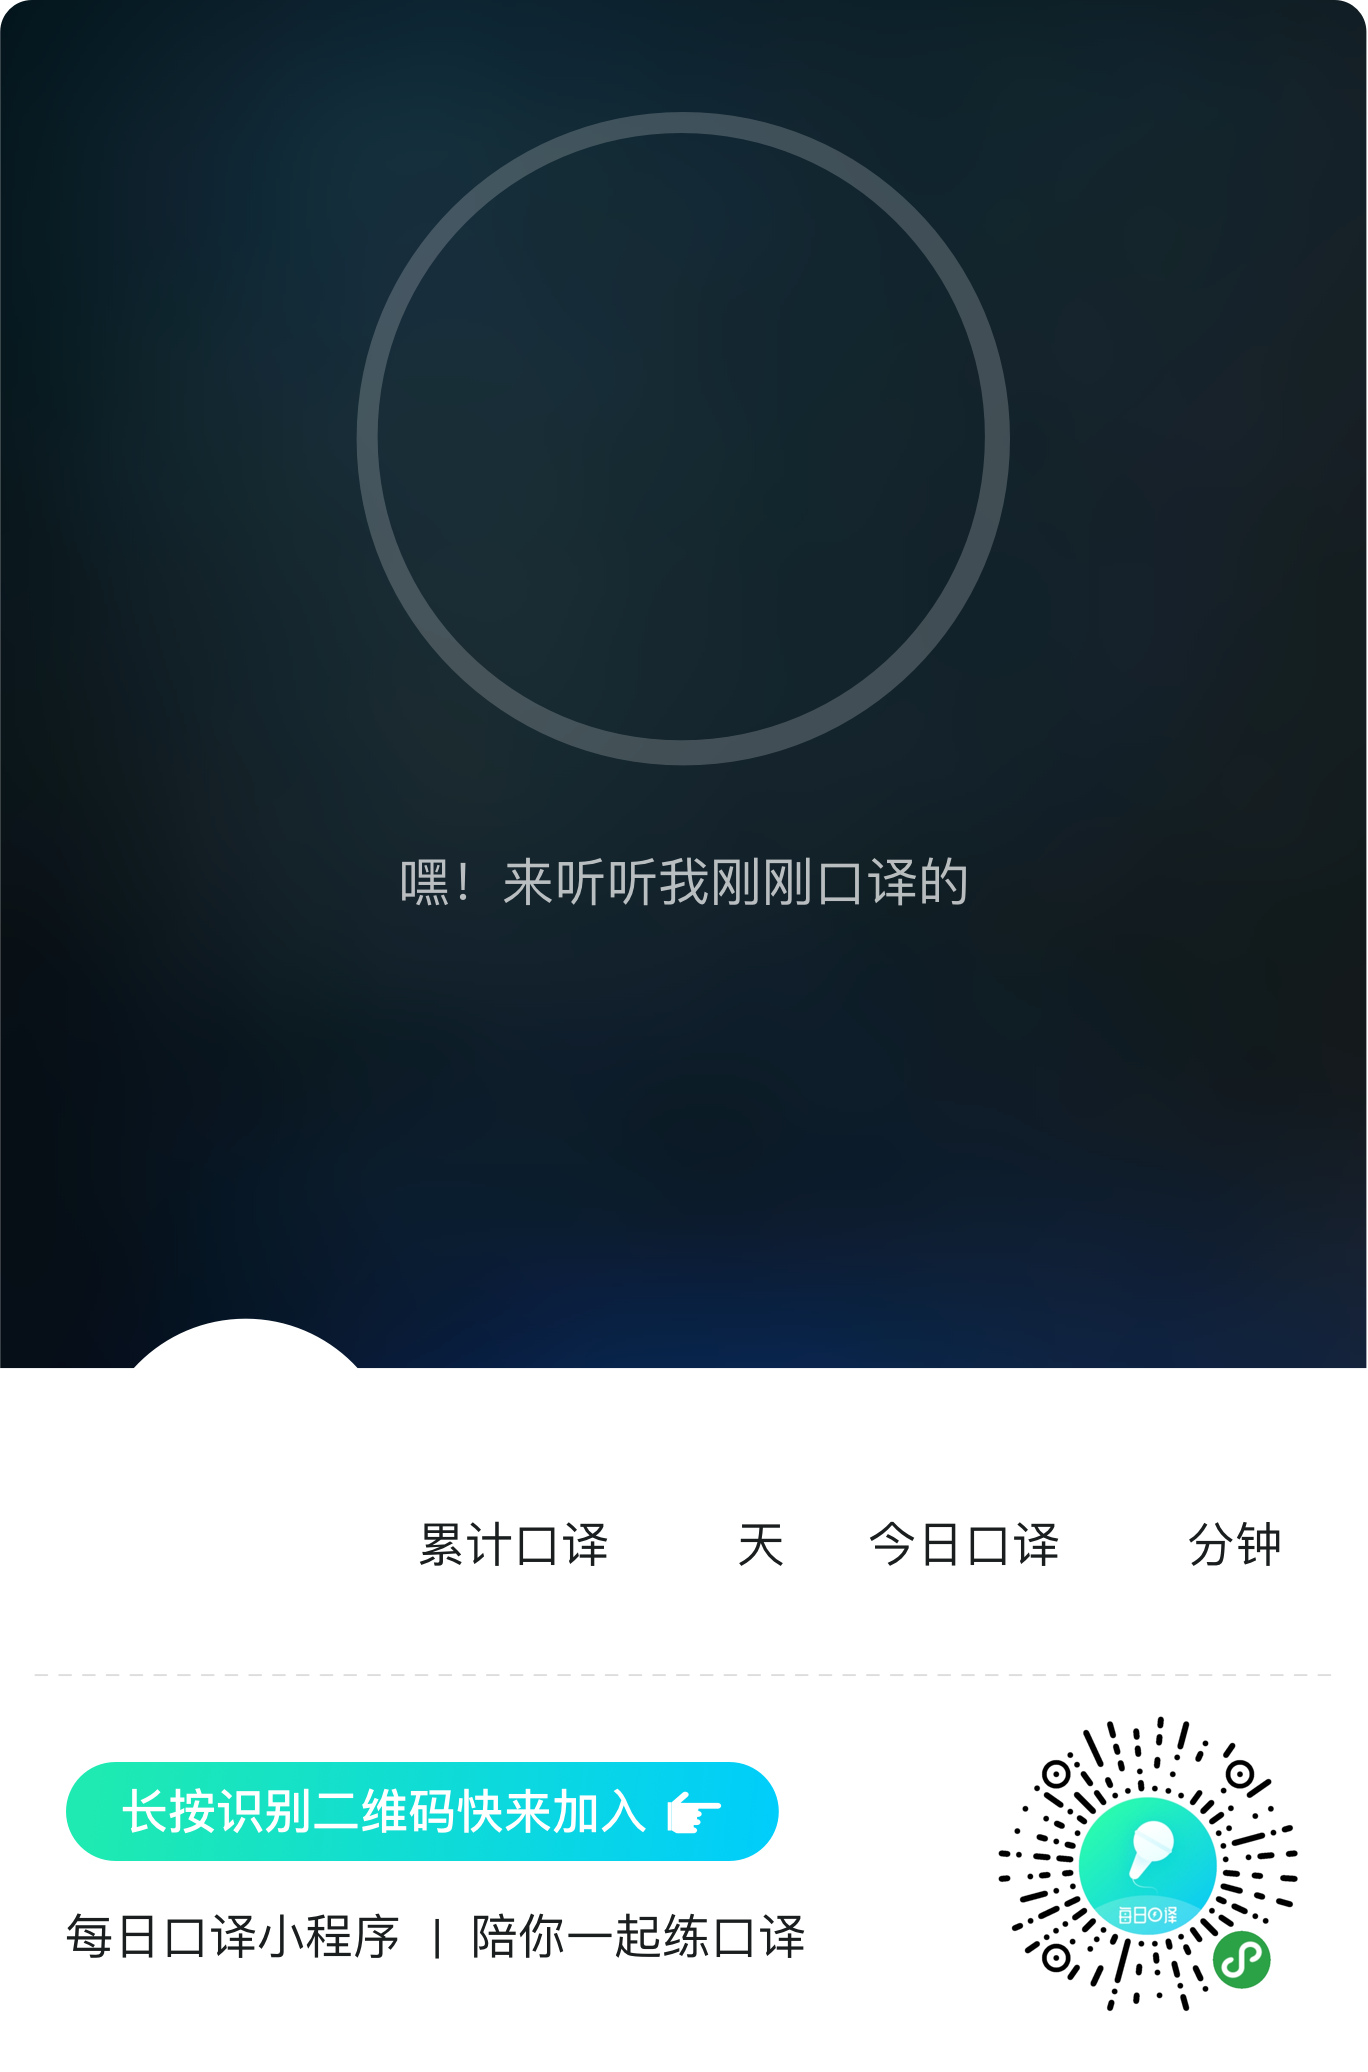 嘿！来听听我刚刚口译的
累计口译 天 今日口译 分钟
长按识别二维码快来加入
每日口译小程序 | 陪你一起练口译
每日口译